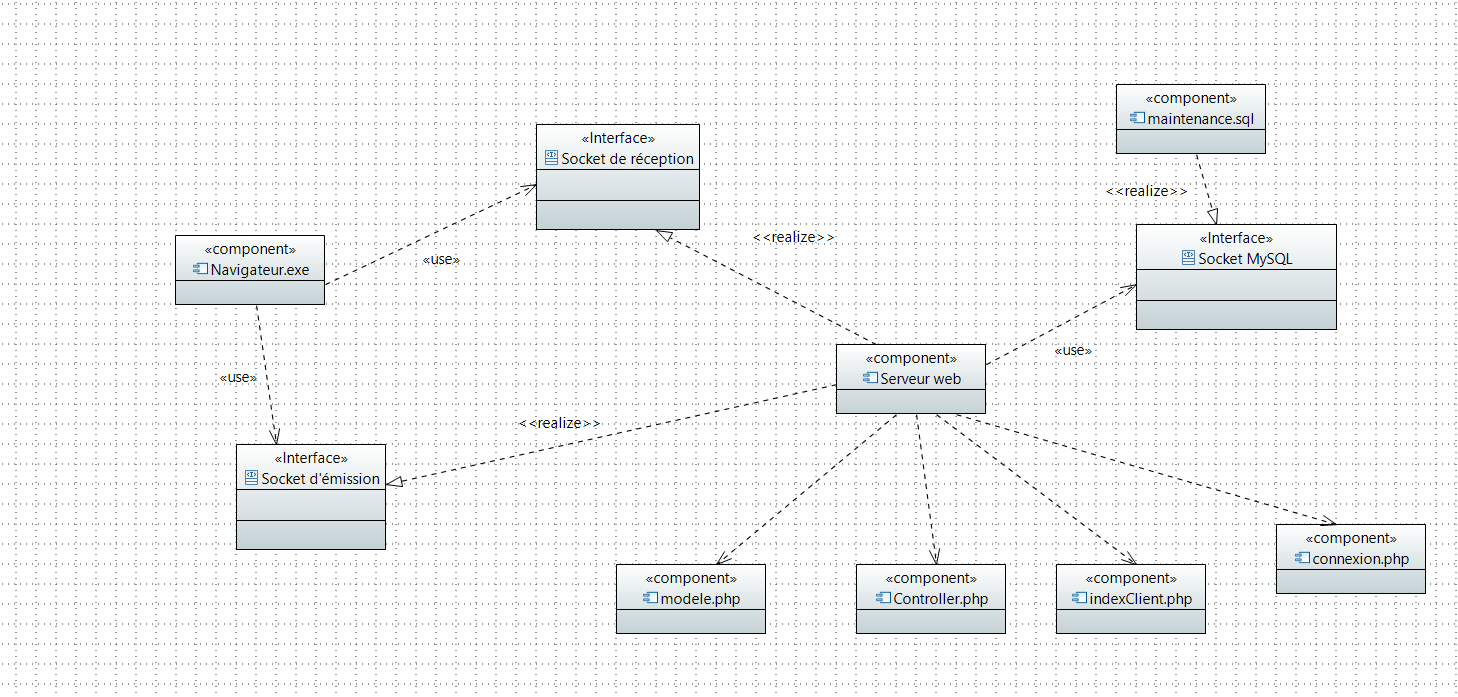 «component»
maintenance.sql
«Interface»
Socket de réception
<<realize>>
<<realize>>
«Interface»
Socket MySQL
«component»
Navigateur.exe
«use»
«use»
«component»
Serveur web
«use»
<<realize>>
«Interface»
Socket d'émission
«component»
connexion.php
«component»
modele.php
«component»
Controller.php
«component»
indexClient.php